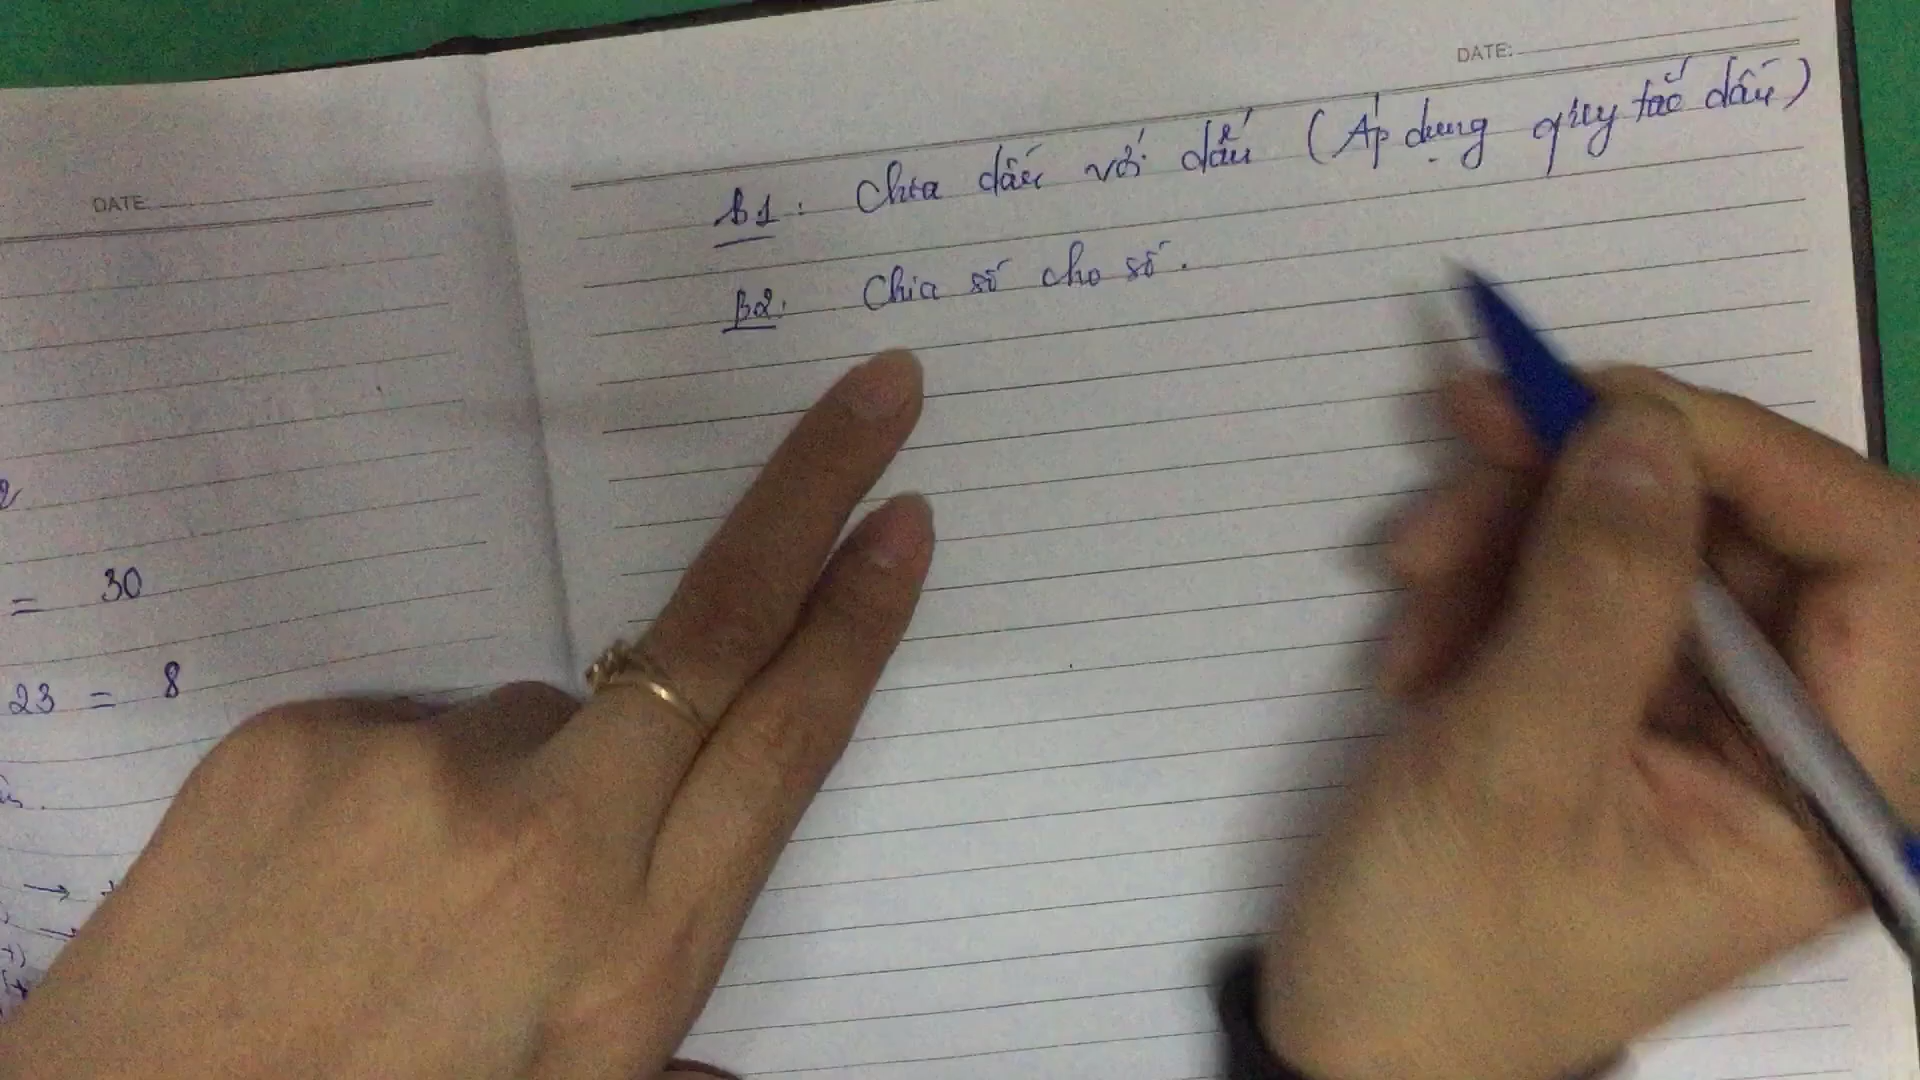 DATE:
B1: Chia dấu với dấu (Áp dụng quy tắc dấu)
B2: Chia số cho số.
DATE:
= 30
23 = 8
→
→